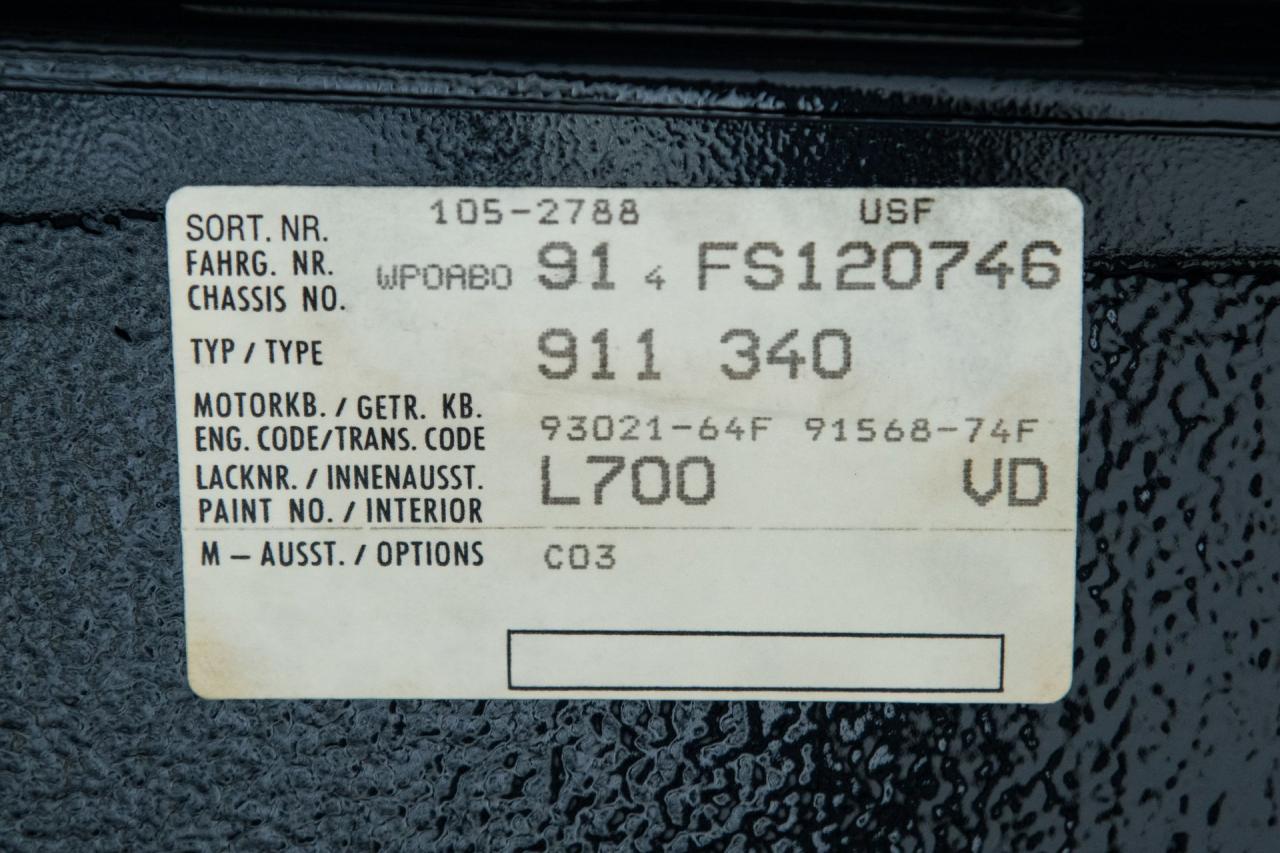 SORT. NR. 105-2788 USF
FAHRG. NR.
CHASSIS NO. WP0AB0 91 4 FS120746
TYP / TYPE 911 340
MOTORKB. / GETR. KB.
ENG. CODE/TRANS. CODE 93021-64F 91568-74F
LACKNR. / INNENAUSST. L700 VD
PAINT NO. / INTERIOR
M – AUSST. / OPTIONS C03